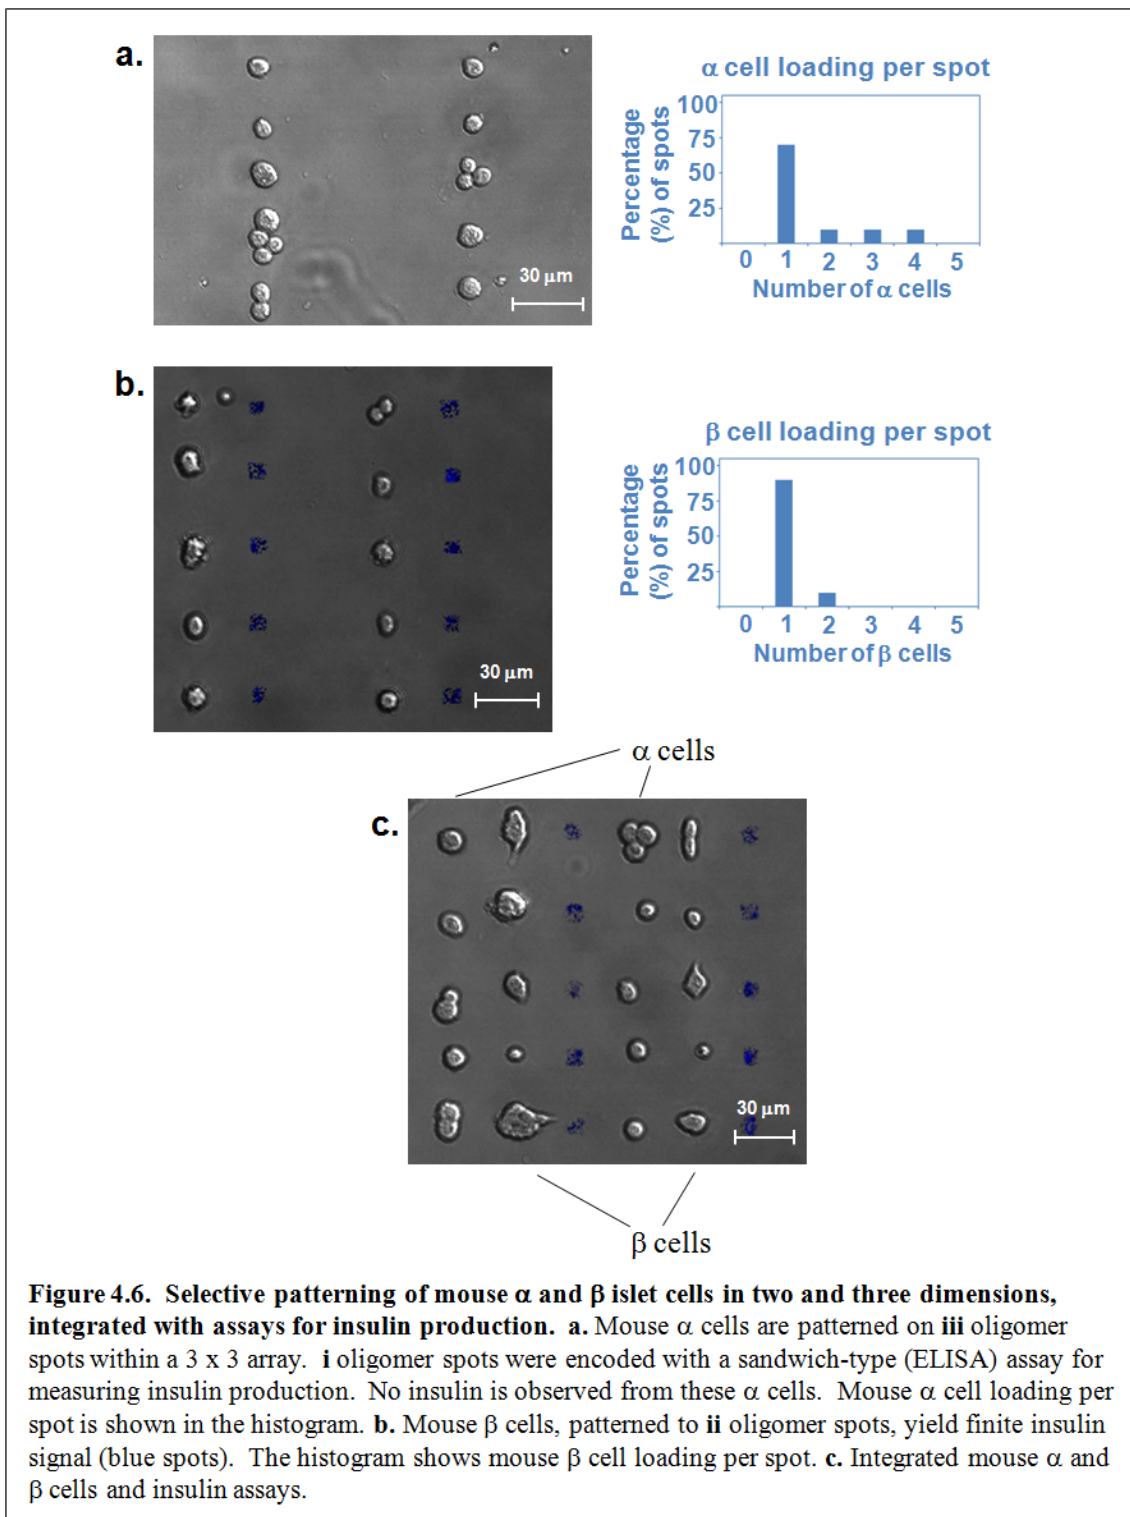 a.
α cell loading per spot
Percentage
(%) of spots
100
75
50
25
0 1 2 3 4 5
Number of α cells
30 μm
b.
β cell loading per spot
Percentage
(%) of spots
100
75
50
25
0 1 2 3 4 5
Number of β cells
30 μm
α cells
c.
30 μm
β cells
Figure 4.6. Selective patterning of mouse α and β islet cells in two and three dimensions,
integrated with assays for insulin production. a. Mouse α cells are patterned on iii oligomer
spots within a 3 x 3 array. i oligomer spots were encoded with a sandwich-type (ELISA) assay for
measuring insulin production. No insulin is observed from these α cells. Mouse α cell loading per
spot is shown in the histogram. b. Mouse β cells, patterned to ii oligomer spots, yield finite insulin
signal (blue spots). The histogram shows mouse β cell loading per spot. c. Integrated mouse α and
β cells and insulin assays.